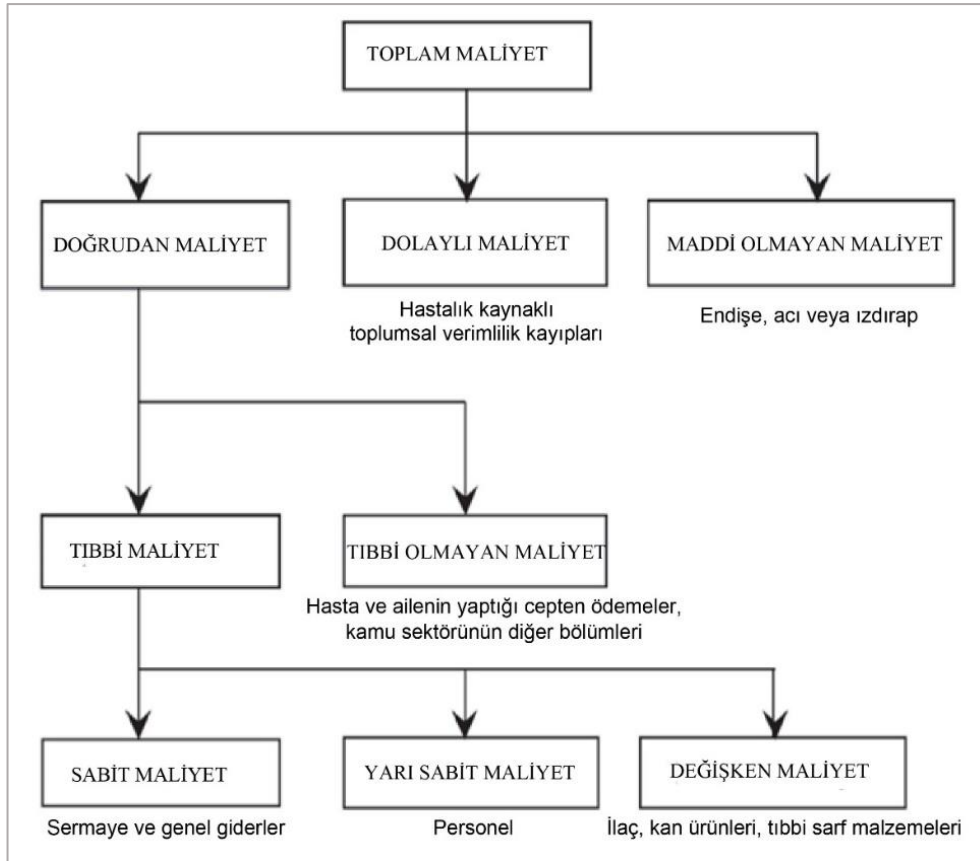 TOPLAM MALİYET
DOĞRUDAN MALİYET
DOLAYLI MALİYET
MADDİ OLMAYAN MALİYET
Hastalık kaynaklı
toplumsal verimlilik kayıpları
Endişe, acı veya ızdırap
TIBBİ MALİYET
TIBBİ OLMAYAN MALİYET
Hasta ve ailenin yaptığı cepten ödemeler,
kamu sektörünün diğer bölümleri
SABİT MALİYET
YARI SABİT MALİYET
DEĞİŞKEN MALİYET
Sermaye ve genel giderler
Personel
İlaç, kan ürünleri, tıbbi sarf malzemeleri